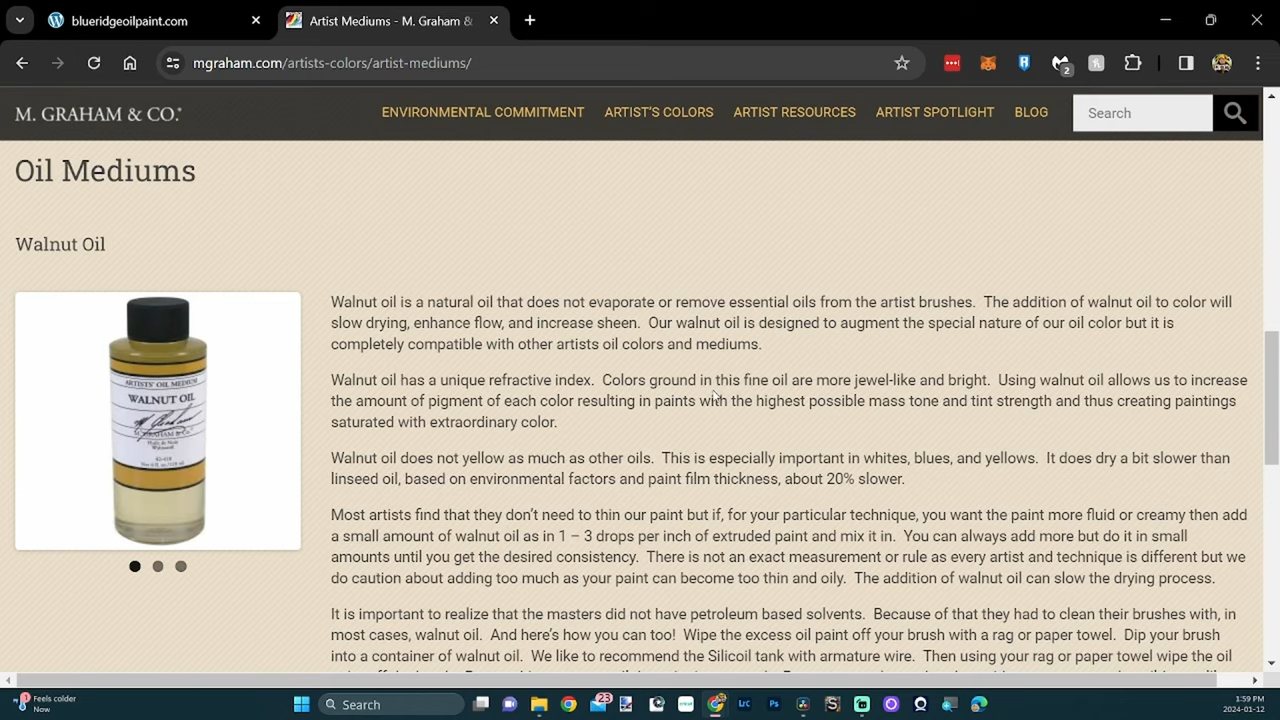 blueridgeoilpaint.com
Artist Mediums - M. Graham &
mgraham.com/artists-colors/artist-mediums/
2
M. GRAHAM & CO.
ENVIRONMENTAL COMMITMENT ARTIST'S COLORS ARTIST RESOURCES ARTIST SPOTLIGHT BLOG Search
Oil Mediums
Walnut Oil
ARTISTS' OIL MEDIUM
WALNUT OIL
M. GRAHAM & CO.
Walnut oil is a natural oil that does not evaporate or remove essential oils from the artist brushes. The addition of walnut oil to color will
slow drying, enhance flow, and increase sheen. Our walnut oil is designed to augment the special nature of our oil color but it is
completely compatible with other artists oil colors and mediums.
Walnut oil has a unique refractive index. Colors ground in this fine oil are more jewel-like and bright. Using walnut oil allows us to increase
the amount of pigment of each color resulting in paints with the highest possible mass tone and tint strength and thus creating paintings
saturated with extraordinary color.
Walnut oil does not yellow as much as other oils. This is especially important in whites, blues, and yellows. It does dry a bit slower than
linseed oil, based on environmental factors and paint film thickness, about 20% slower.
Most artists find that they don't need to thin our paint but if, for your particular technique, you want the paint more fluid or creamy then add
a small amount of walnut oil as in 1 – 3 drops per inch of extruded paint and mix it in. You can always add more but do it in small
amounts until you get the desired consistency. There is not an exact measurement or rule as every artist and technique is different but we
do caution about adding too much as your paint can become too thin and oily. The addition of walnut oil can slow the drying process.
It is important to realize that the masters did not have petroleum based solvents. Because of that they had to clean their brushes with, in
most cases, walnut oil. And here's how you can too! Wipe the excess oil paint off your brush with a rag or paper towel. Dip your brush
into a container of walnut oil. We like to recommend the Silicoil tank with armature wire. Then using your rag or paper towel wipe the oil
Feels colder
Now
Search
23
1:59 PM
2024-01-12